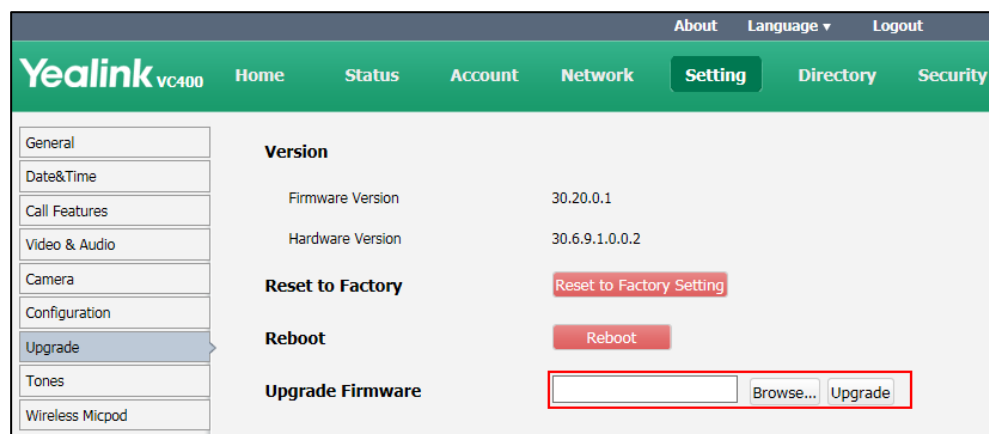 About Language ▾ Logout
Yealink VC400 Home Status Account Network Setting Directory Security
General
Date&Time
Call Features
Video & Audio
Camera
Configuration
Upgrade
Tones
Wireless Micpod
Version
Firmware Version 30.20.0.1
Hardware Version 30.6.9.1.0.0.2
Reset to Factory Reset to Factory Setting
Reboot Reboot
Upgrade Firmware Browse... Upgrade